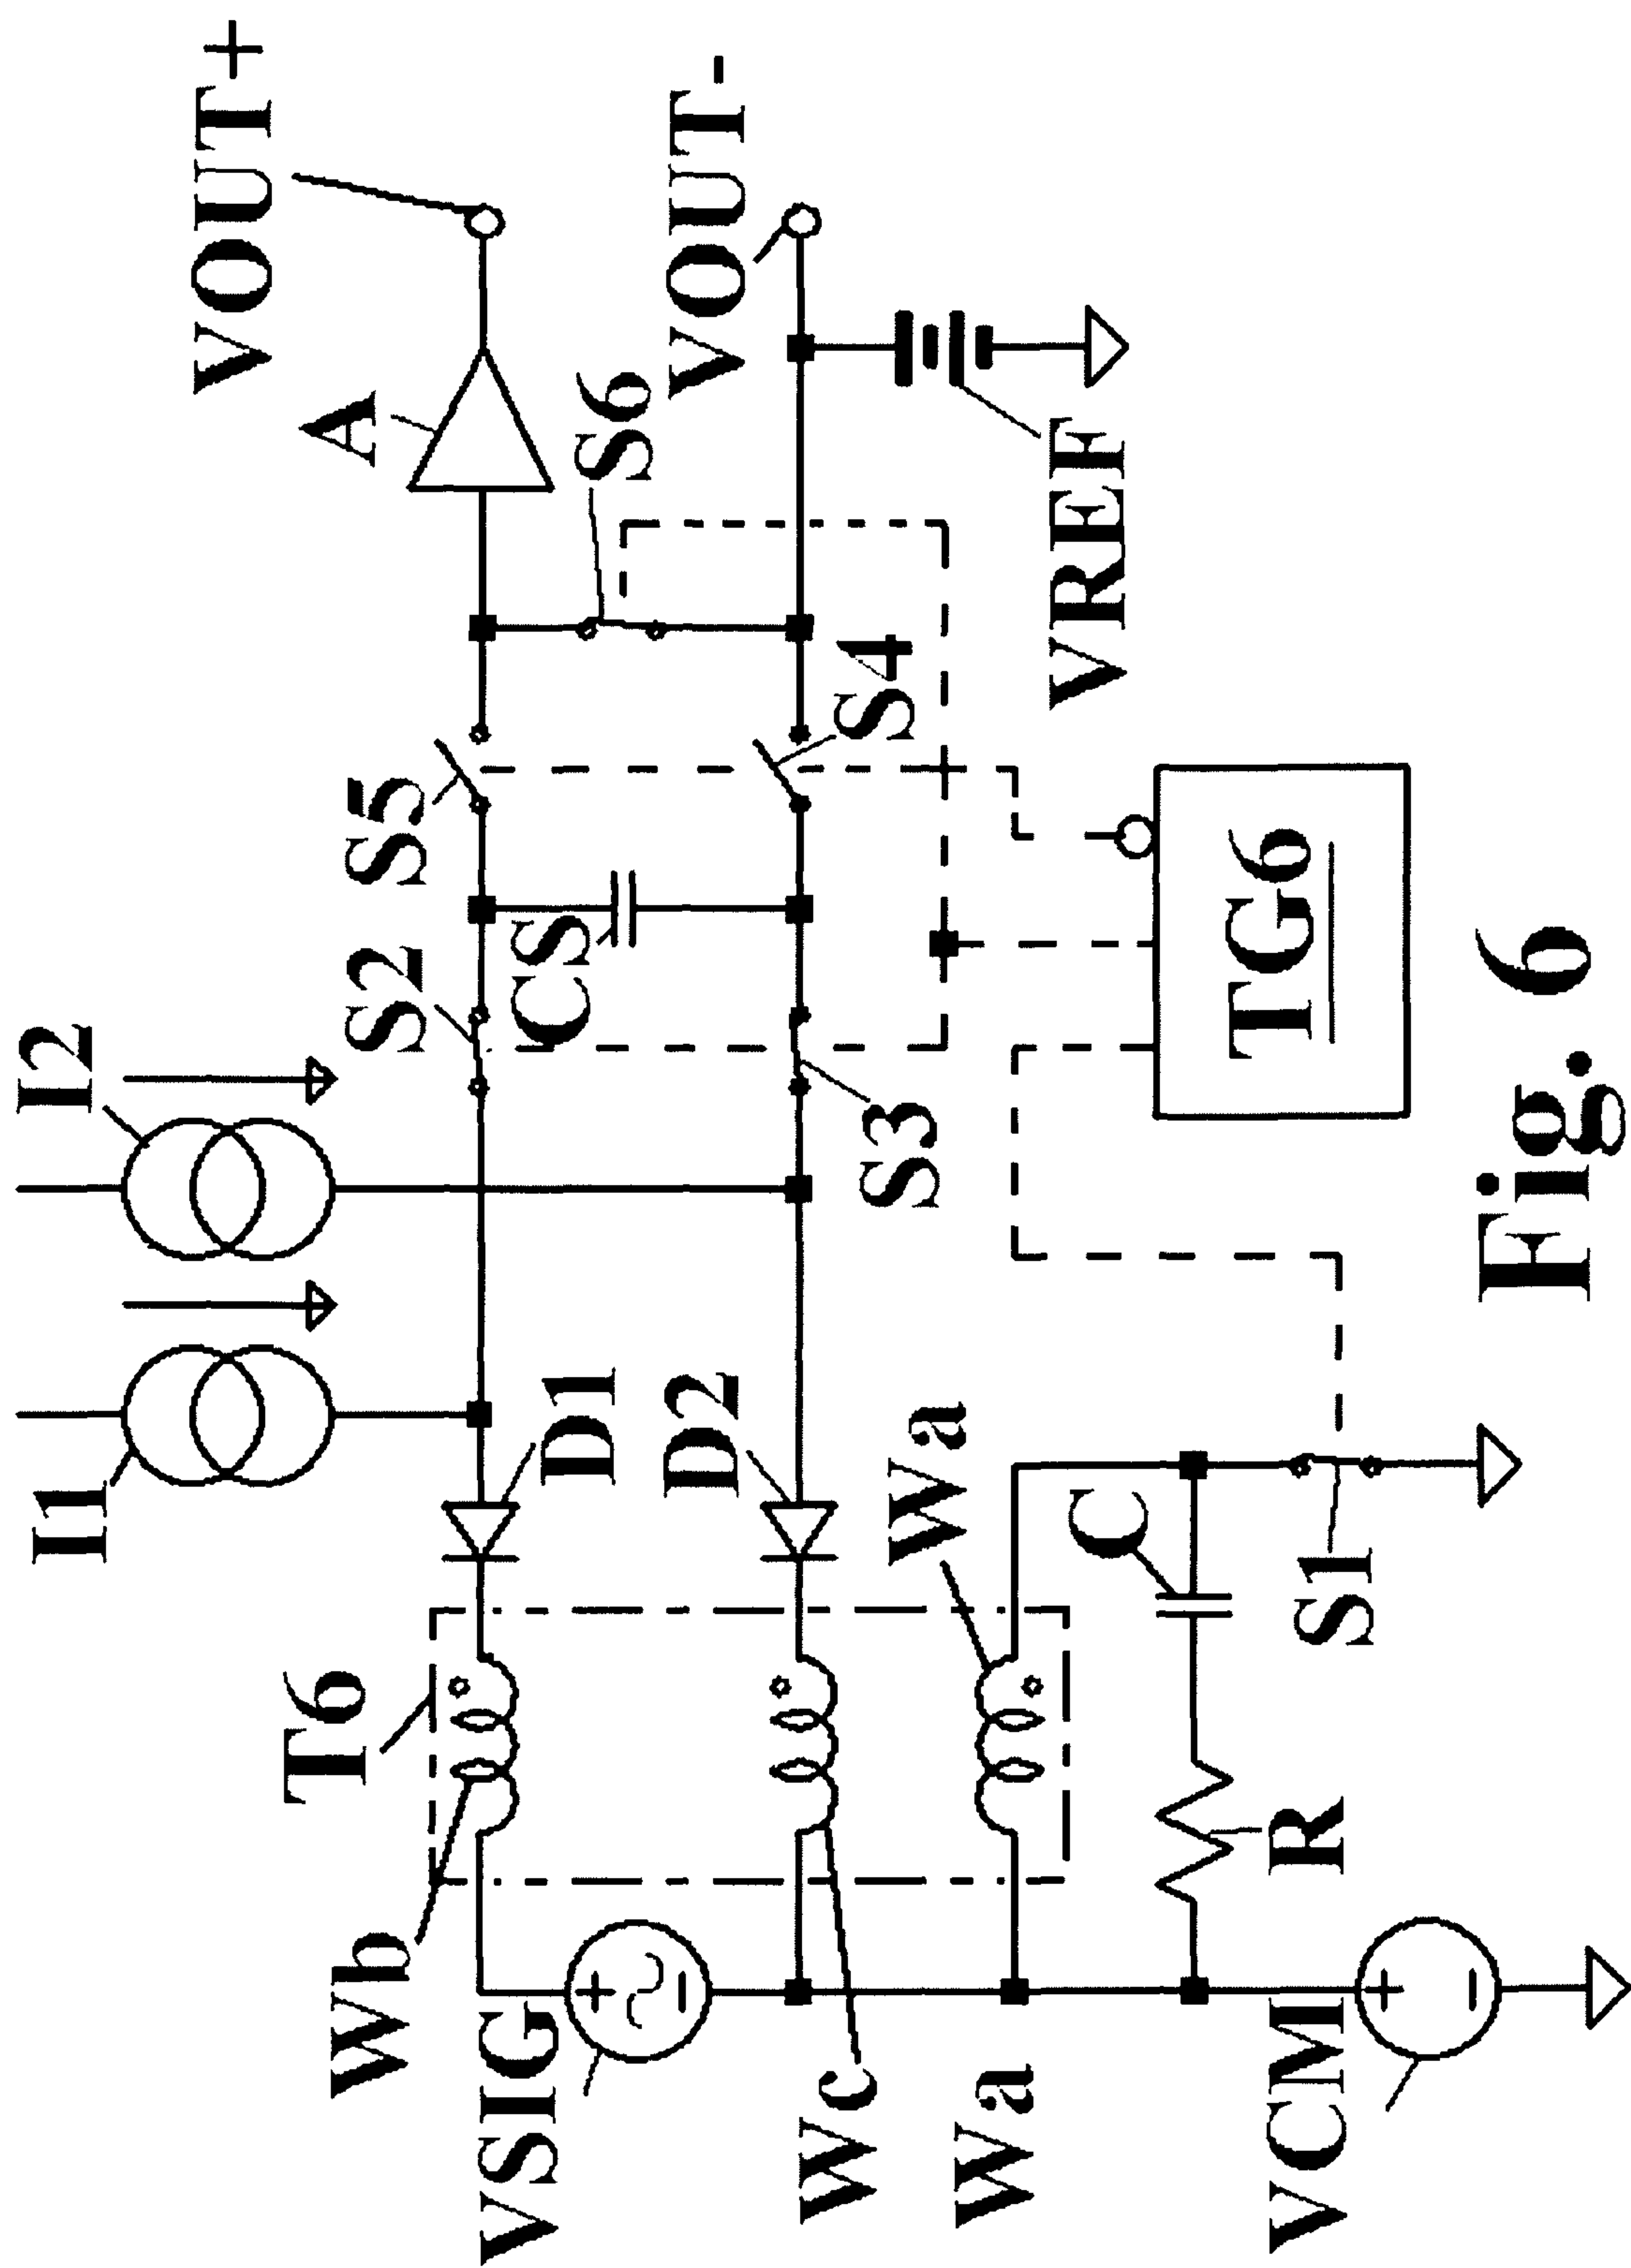 I1
I2
VOUT+
A
S6
VOUT-
S5
S2
CS
S4
S3
VREF
TG6
D1
D2
T6
Wb
VSIG
Wc
Wa
Wa
C
S1
R
VCM
+
-
+
-
Fig. 6